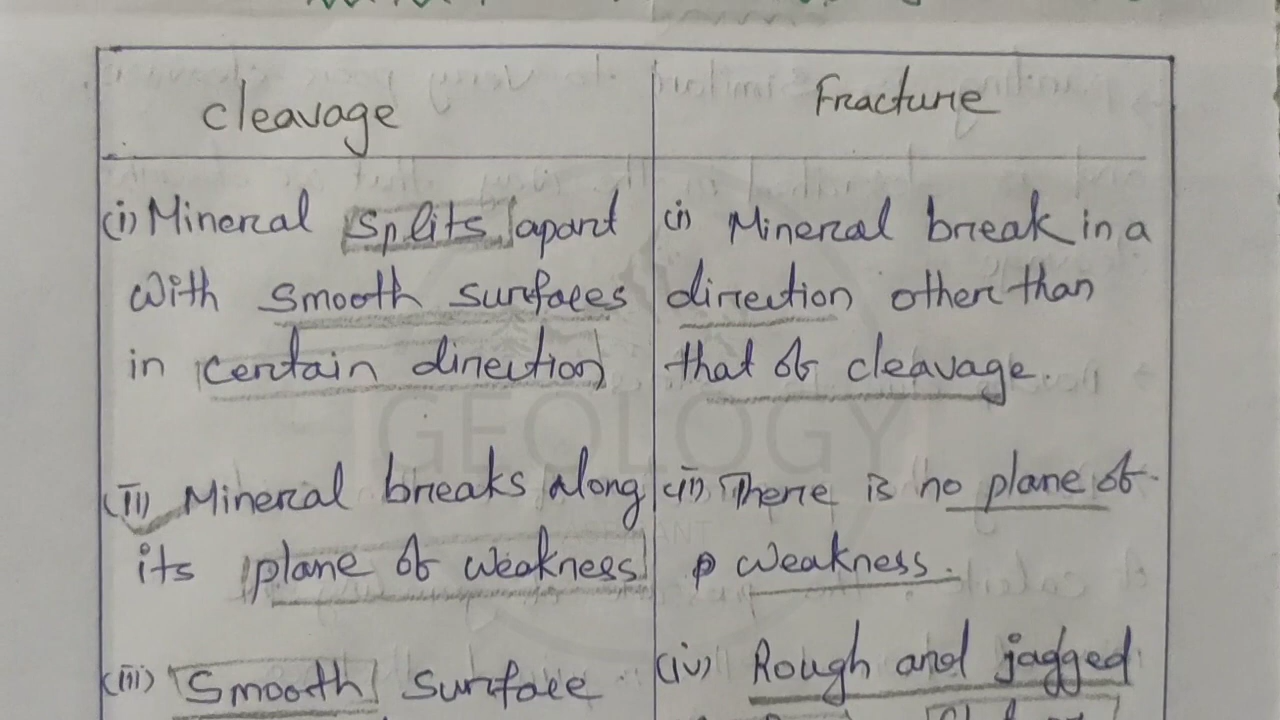 Cleavage
Fracture
(i) Mineral splits apart
with smooth surfaces
in certain direction
(i) Mineral break in a
direction other than
that of cleavage.
(ii) Mineral breaks along
its plane of weakness
(ii) There is no plane of
weakness.
(iii) Smooth surface
(iv) Rough and jagged
GEOLOGY